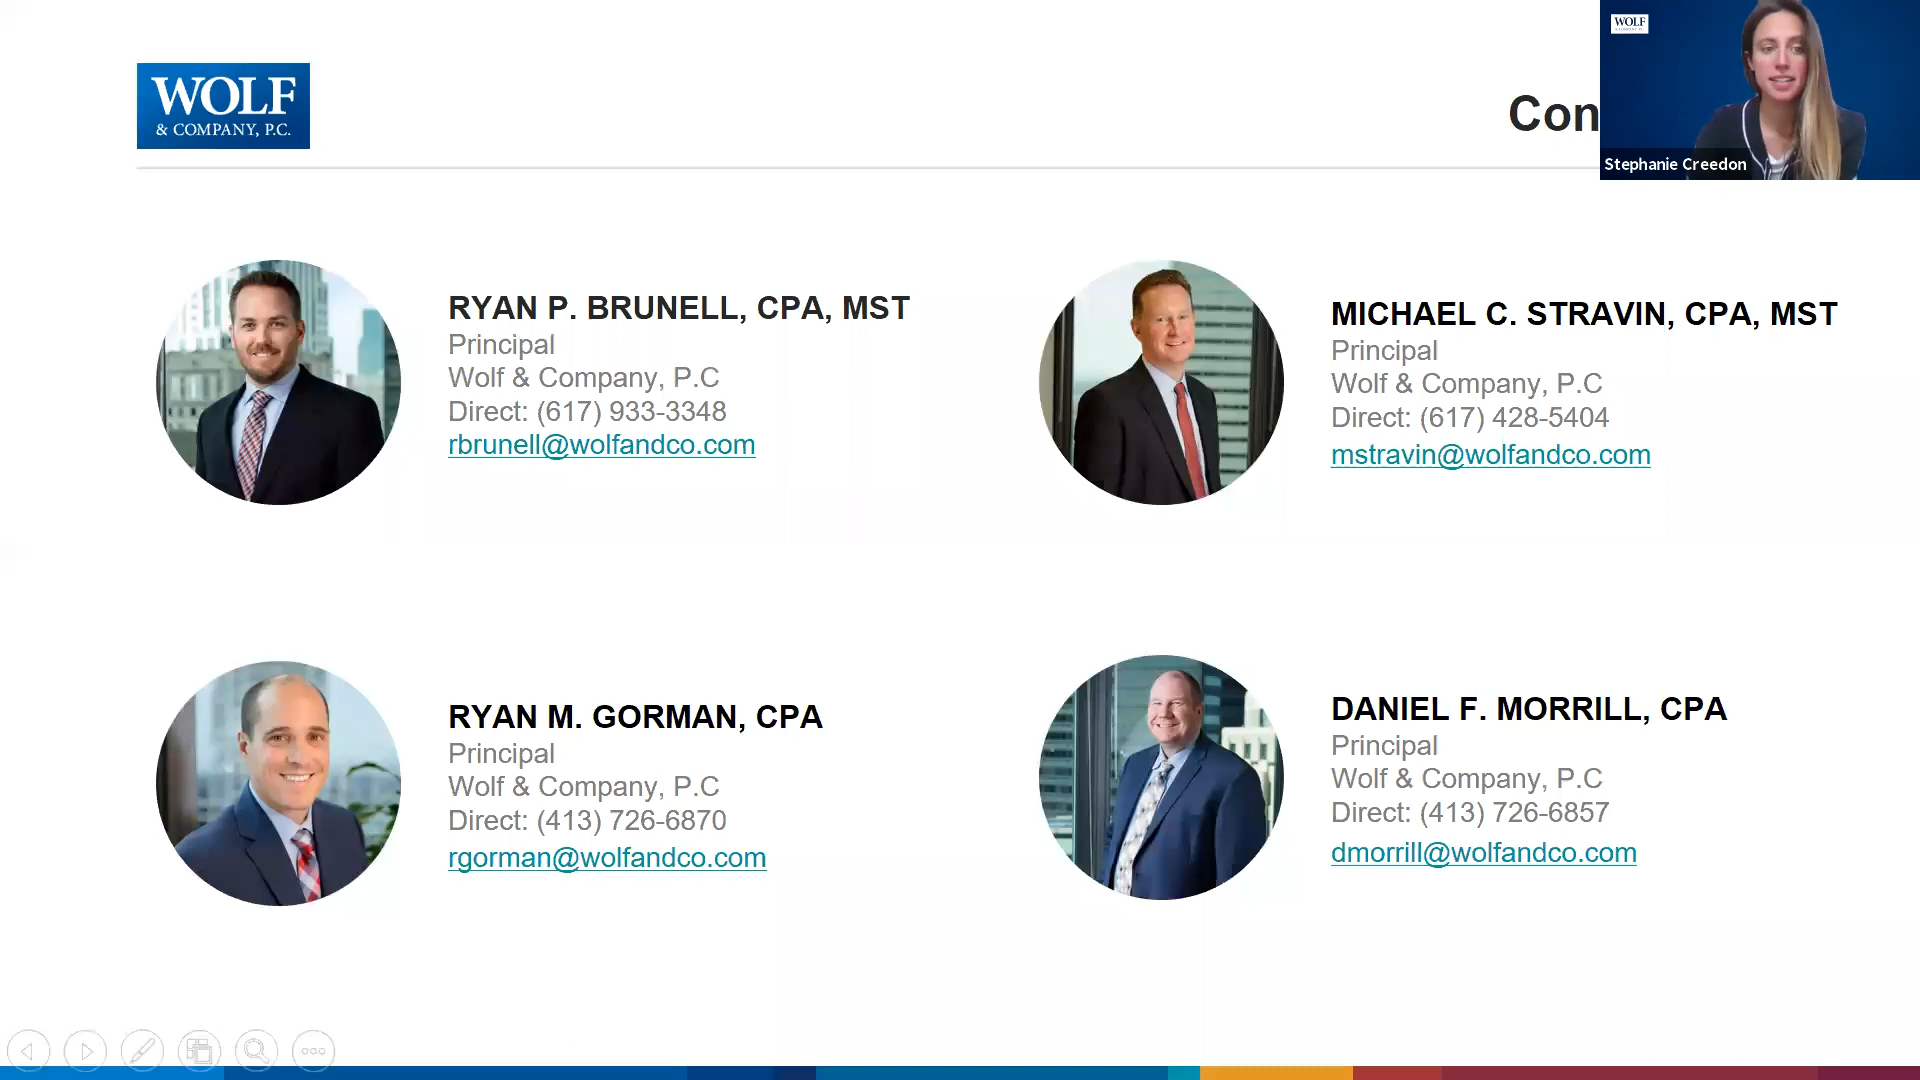 WOLF
& COMPANY, P.C.
Con
WOLF
Stephanie Creedon
RYAN P. BRUNELL, CPA, MST
Principal
Wolf & Company, P.C
Direct: (617) 933-3348
rbrunell@wolfandco.com
MICHAEL C. STRAVIN, CPA, MST
Principal
Wolf & Company, P.C
Direct: (617) 428-5404
mstravin@wolfandco.com
RYAN M. GORMAN, CPA
Principal
Wolf & Company, P.C
Direct: (413) 726-6870
rgorman@wolfandco.com
DANIEL F. MORRILL, CPA
Principal
Wolf & Company, P.C
Direct: (413) 726-6857
dmorrill@wolfandco.com